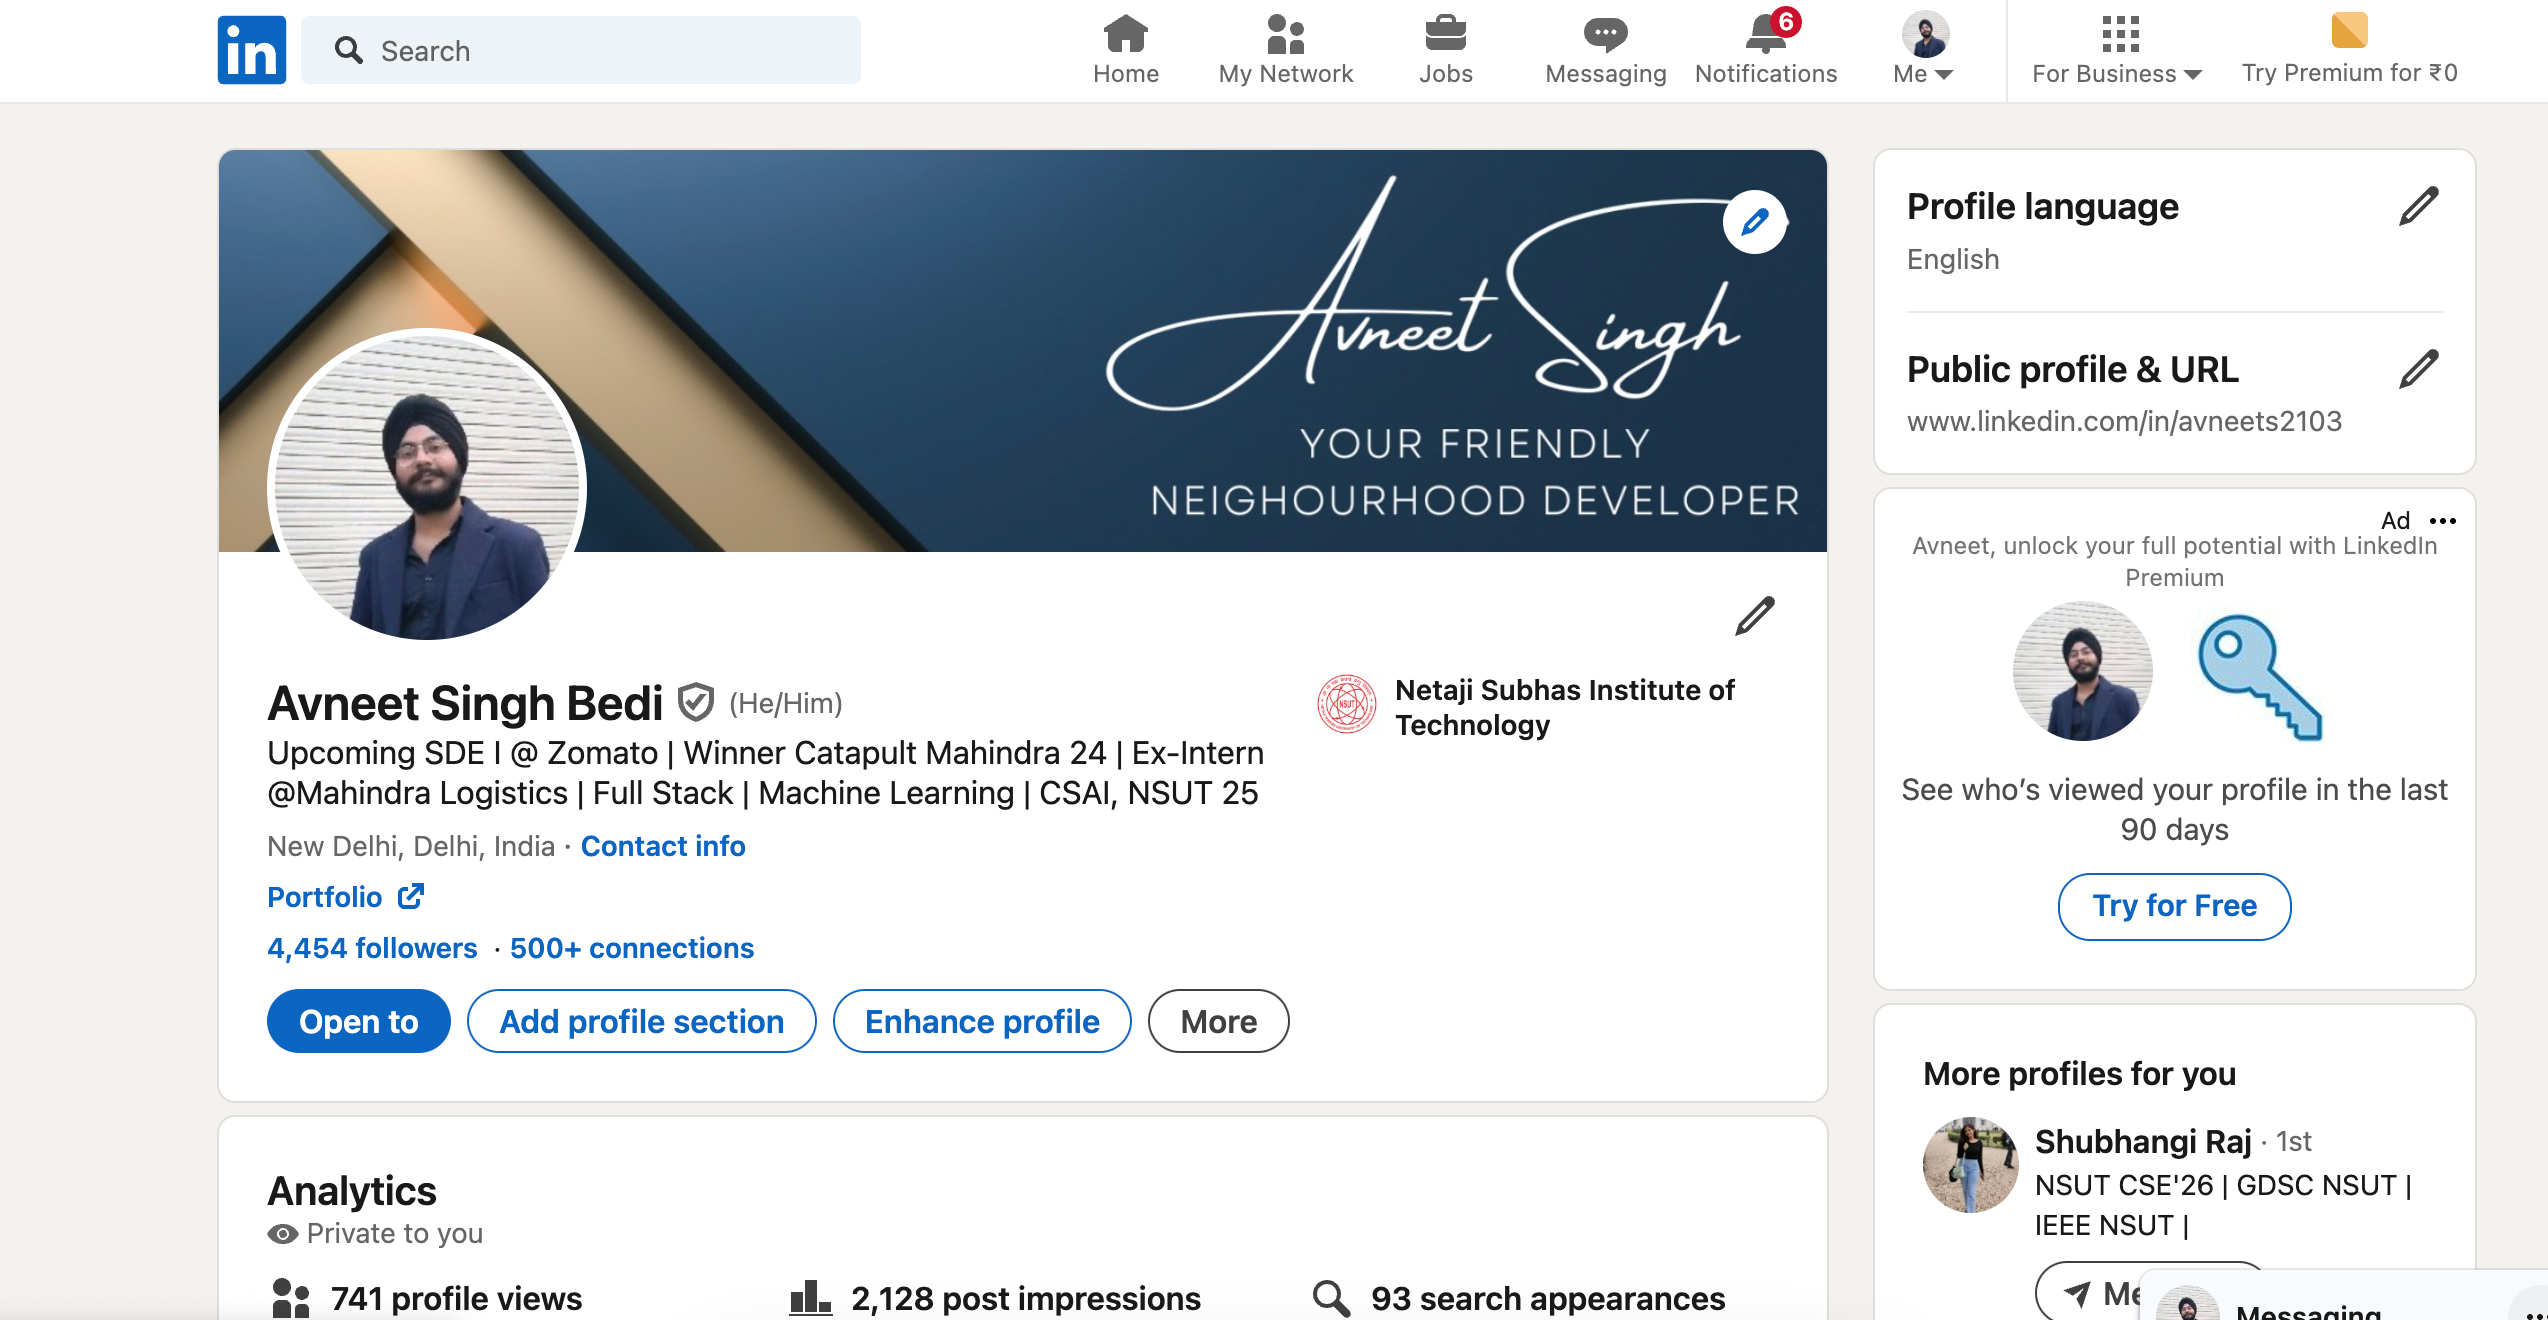 in
Search
Home
My Network
Jobs
Messaging
6
Notifications
Me
For Business
Try Premium for ₹0
Avneet Singh
YOUR FRIENDLY
NEIGHOURHOOD DEVELOPER
Avneet Singh Bedi (He/Him)
Upcoming SDE I @ Zomato | Winner Catapult Mahindra 24 | Ex-Intern
@Mahindra Logistics | Full Stack | Machine Learning | CSAI, NSUT 25
New Delhi, Delhi, India · Contact info
Portfolio
4,454 followers · 500+ connections
Open to
Add profile section
Enhance profile
More
NSUT
Netaji Subhas Institute of
Technology
Analytics
Private to you
741 profile views
2,128 post impressions
93 search appearances
Profile language
English
Public profile & URL
www.linkedin.com/in/avneets2103
Ad
Avneet, unlock your full potential with LinkedIn
Premium
See who's viewed your profile in the last
90 days
Try for Free
More profiles for you
Shubhangi Raj · 1st
NSUT CSE'26 | GDSC NSUT |
IEEE NSUT |
Me
Messaging